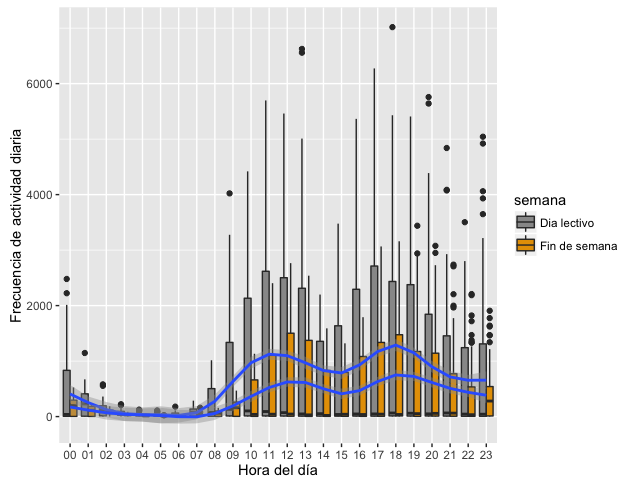 Frecuencia de actividad diaria
6000
4000
2000
0
00 01 02 03 04 05 06 07 08 09 10 11 12 13 14 15 16 17 18 19 20 21 22 23
Hora del día
semana
Dia lectivo
Fin de semana